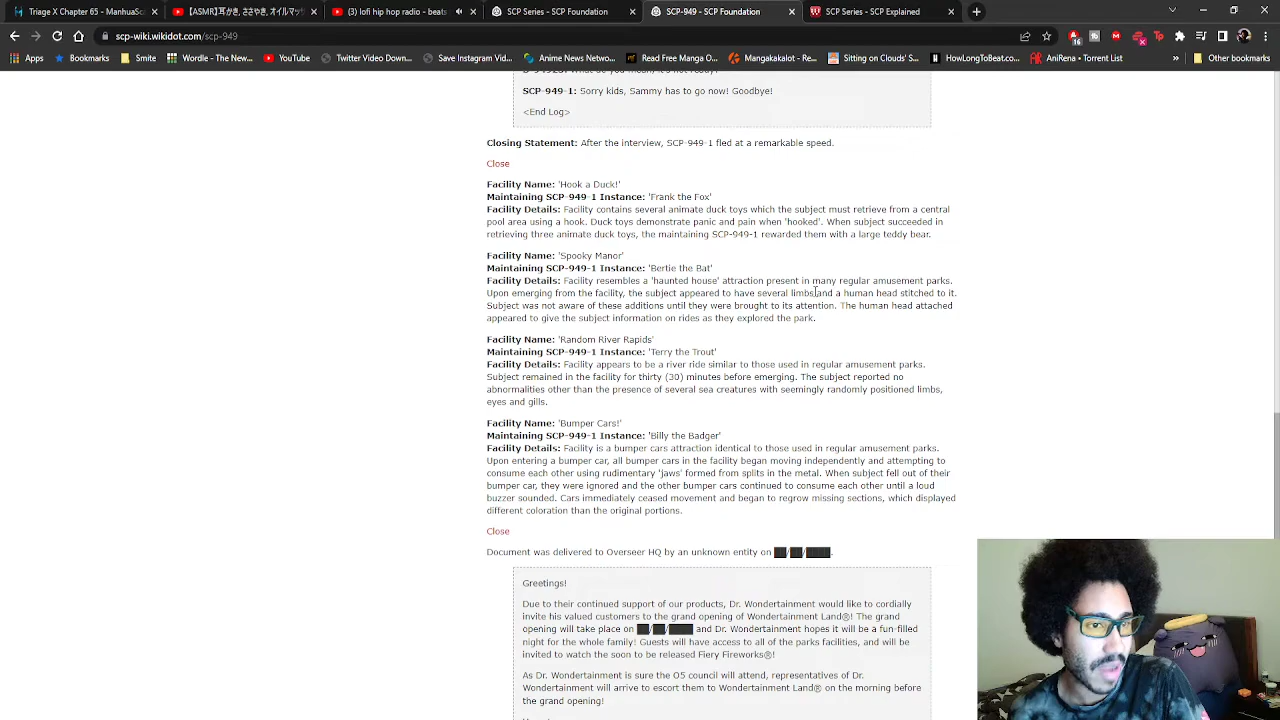 Triage X Chapter 65 - ManhuaSc
【ASMR】耳かき、ささやき、オイルマッ
(3) lofi hip hop radio - beat
SCP Series - SCP Foundation
SCP-949 - SCP Foundation
SCP Series - SCP Explained
scp-wiki.wikidot.com/scp-949
Apps
Bookmarks
Smite
Wordle - The New...
YouTube
Twitter Video Down...
Save Instagram Vid...
Anime News Netwo...
Read Free Manga O...
Mangakakalot - Re...
Sitting on Clouds' S...
HowLongToBeat.co...
AniRena | Torrent List
»
Other bookmarks
SCP-949-1: Sorry kids, Sammy has to go now! Goodbye!
<End Log>
Closing Statement: After the interview, SCP-949-1 fled at a remarkable speed.
Close
Facility Name: 'Hook a Duck!'
Maintaining SCP-949-1 Instance: 'Frank the Fox'
Facility Details: Facility contains several animate duck toys which the subject must retrieve from a central
pool area using a hook. Duck toys demonstrate panic and pain when 'hooked'. When subject succeeded in
retrieving three animate duck toys, the maintaining SCP-949-1 rewarded them with a large teddy bear.
Facility Name: 'Spooky Manor'
Maintaining SCP-949-1 Instance: 'Bertie the Bat'
Facility Details: Facility resembles a 'haunted house' attraction present in many regular amusement parks.
Upon emerging from the facility, the subject appeared to have several limbs and a human head stitched to it.
Subject was not aware of these additions until they were brought to its attention. The human head attached
appeared to give the subject information on rides as they explored the park.
Facility Name: 'Random River Rapids'
Maintaining SCP-949-1 Instance: 'Terry the Trout'
Facility Details: Facility appears to be a river ride similar to those used in regular amusement parks.
Subject remained in the facility for thirty (30) minutes before emerging. The subject reported no
abnormalities other than the presence of several sea creatures with seemingly randomly positioned limbs,
eyes and gills.
Facility Name: 'Bumper Cars!'
Maintaining SCP-949-1 Instance: 'Billy the Badger'
Facility Details: Facility is a bumper cars attraction identical to those used in regular amusement parks.
Upon entering a bumper car, all bumper cars in the facility began moving independently and attempting to
consume each other using rudimentary 'jaws' formed from splits in the metal. When subject fell out of their
bumper car, they were ignored and the other bumper cars continued to consume each other until a loud
buzzer sounded. Cars immediately ceased movement and began to regrow missing sections, which displayed
different coloration than the original portions.
Close
Document was delivered to Overseer HQ by an unknown entity on ██/██/████.
Greetings!
Due to their continued support of our products, Dr. Wondertainment would like to cordially
invite his valued customers to the grand opening of Wondertainment Land®! The grand
opening will take place on ██/██/████ and Dr. Wondertainment hopes it will be a fun-filled
night for the whole family! Guests will have access to all of the parks facilities, and will be
invited to watch the soon to be released Fiery Fireworks®!
As Dr. Wondertainment is sure the O5 council will attend, representatives of Dr.
Wondertainment will arrive to escort them to Wondertainment Land® on the morning before
the grand opening!